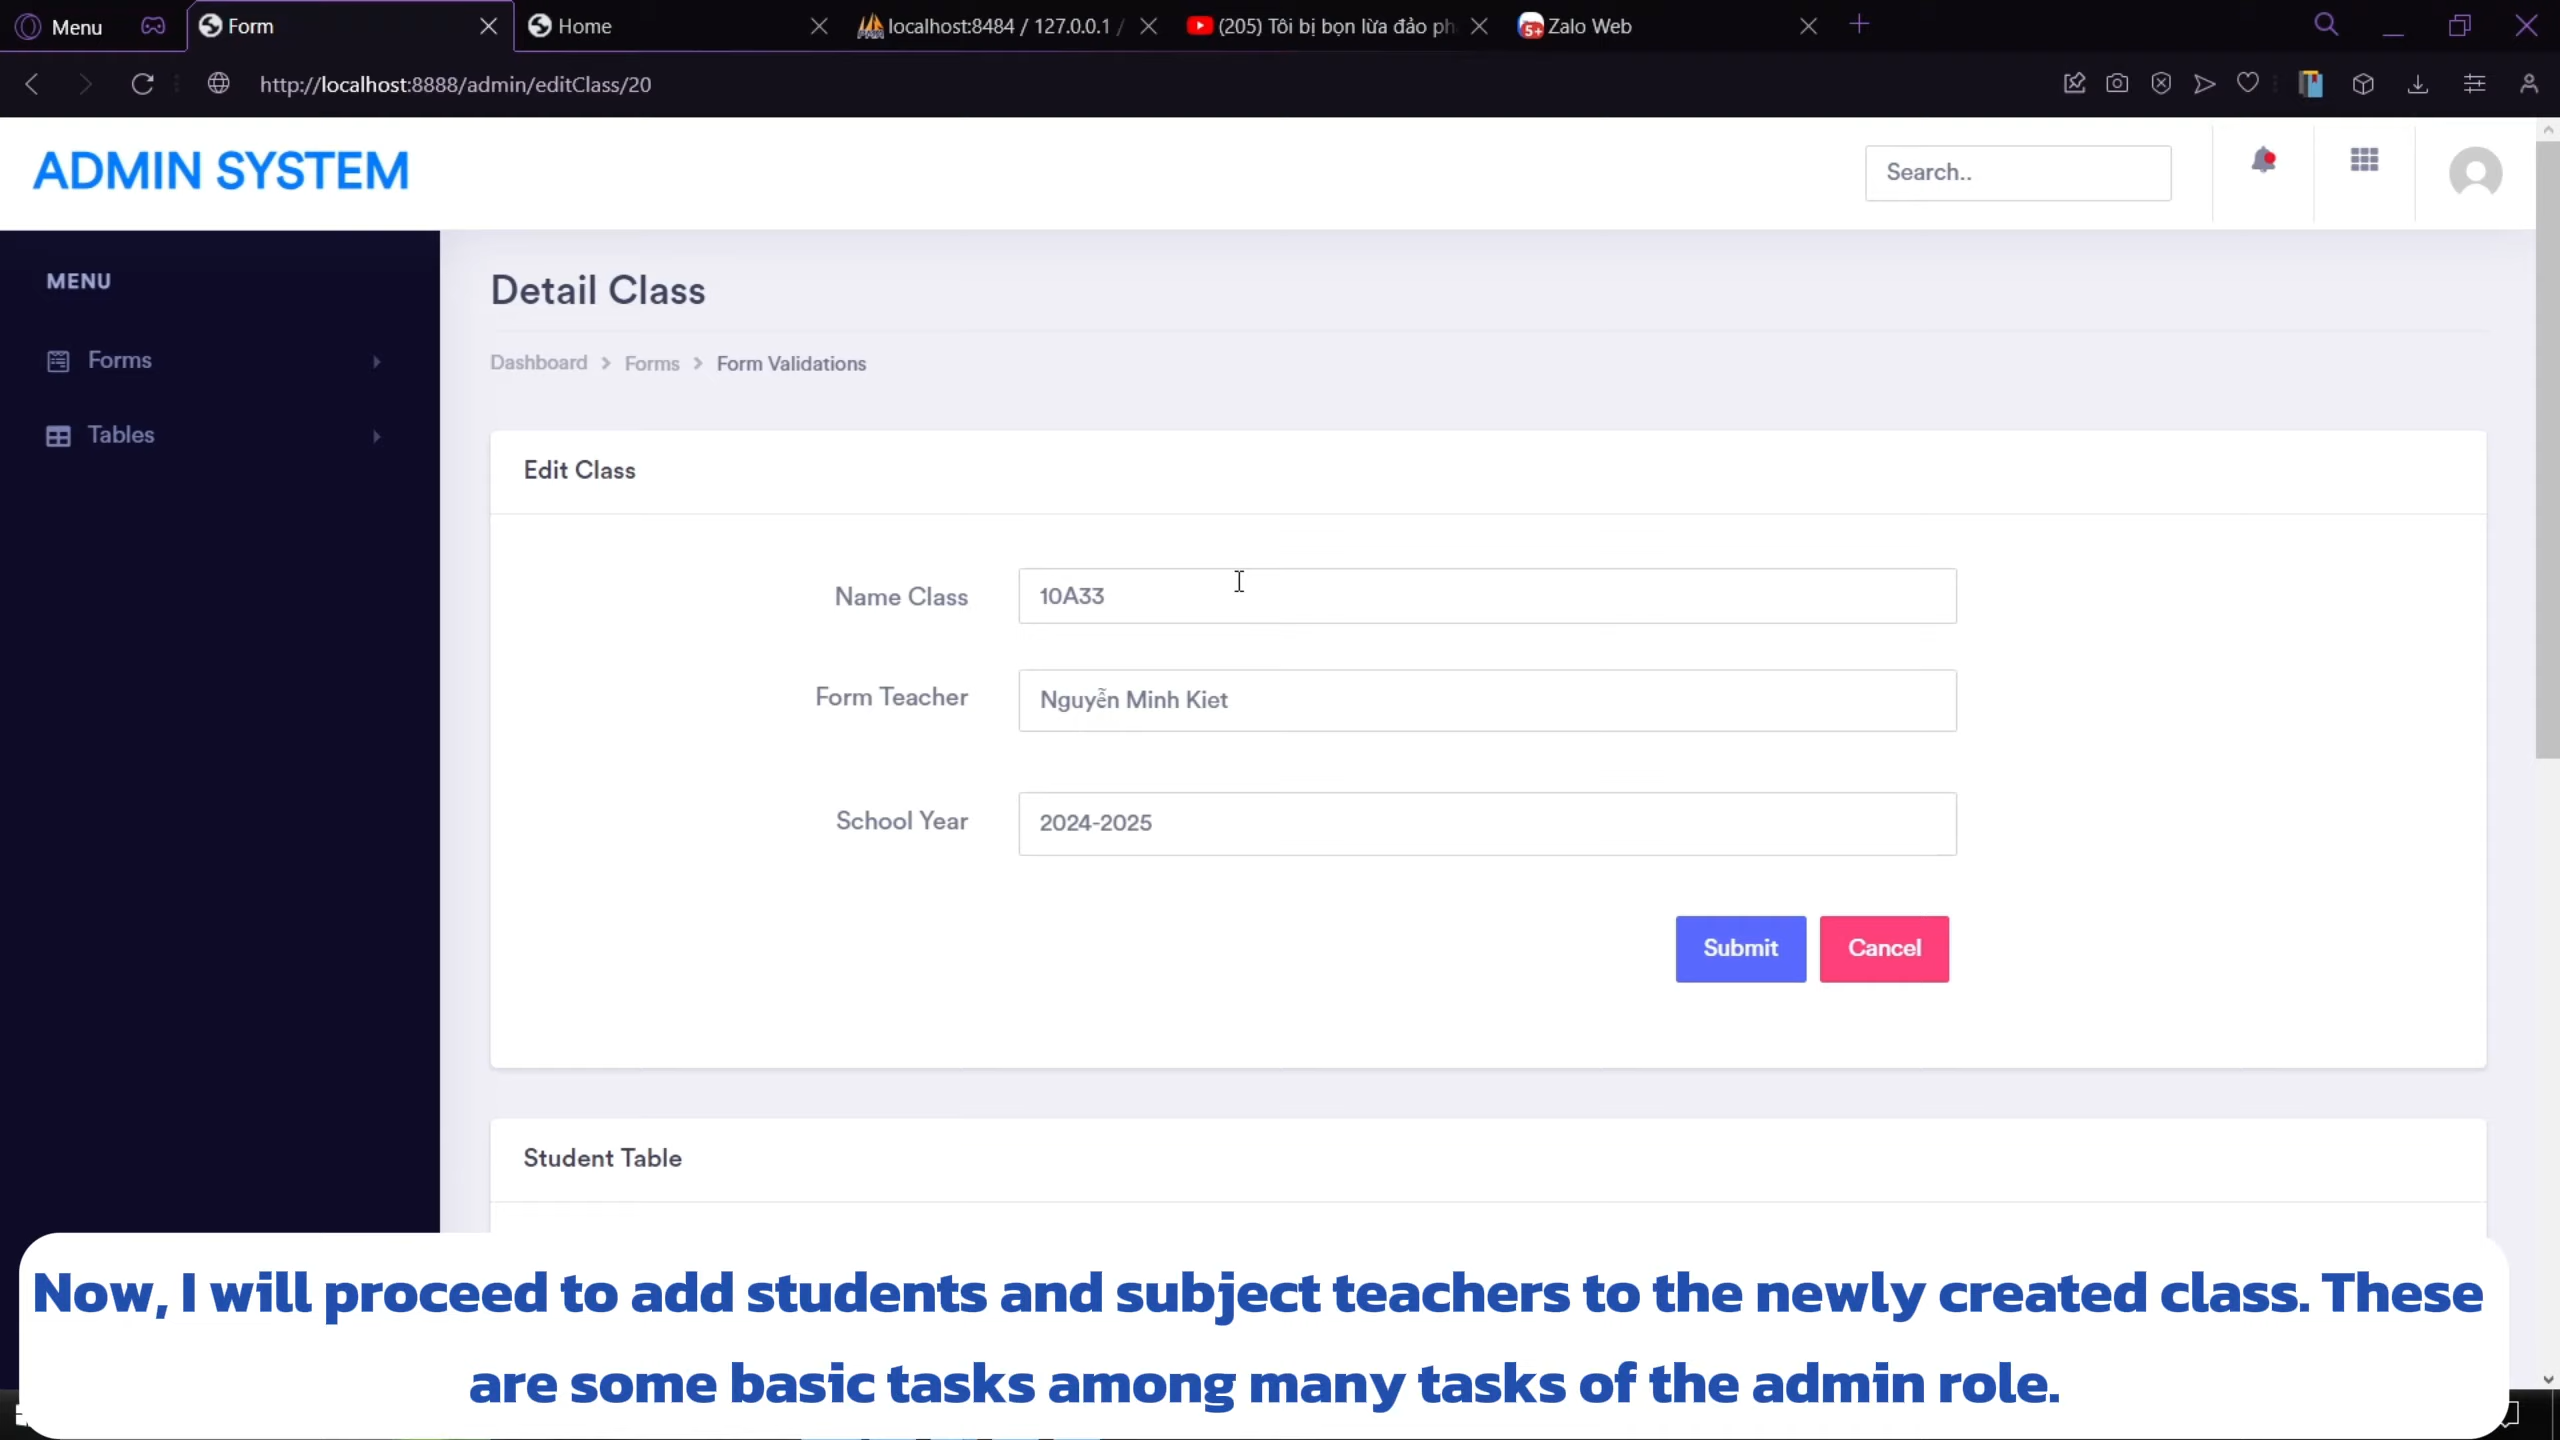 Menu
Form
Home
localhost:8484 / 127.0.0.1 /
(205) Tôi bị bọn lừa đảo ph
5+
Zalo Web
http://localhost:8888/admin/editClass/20
ADMIN SYSTEM
Search..
MENU
Forms
Tables
Detail Class
Dashboard > Forms > Form Validations
Edit Class
Name Class
10A33
Form Teacher
Nguyễn Minh Kiet
School Year
2024-2025
Submit
Cancel
Student Table
Now, I will proceed to add students and subject teachers to the newly created class. These
are some basic tasks among many tasks of the admin role.